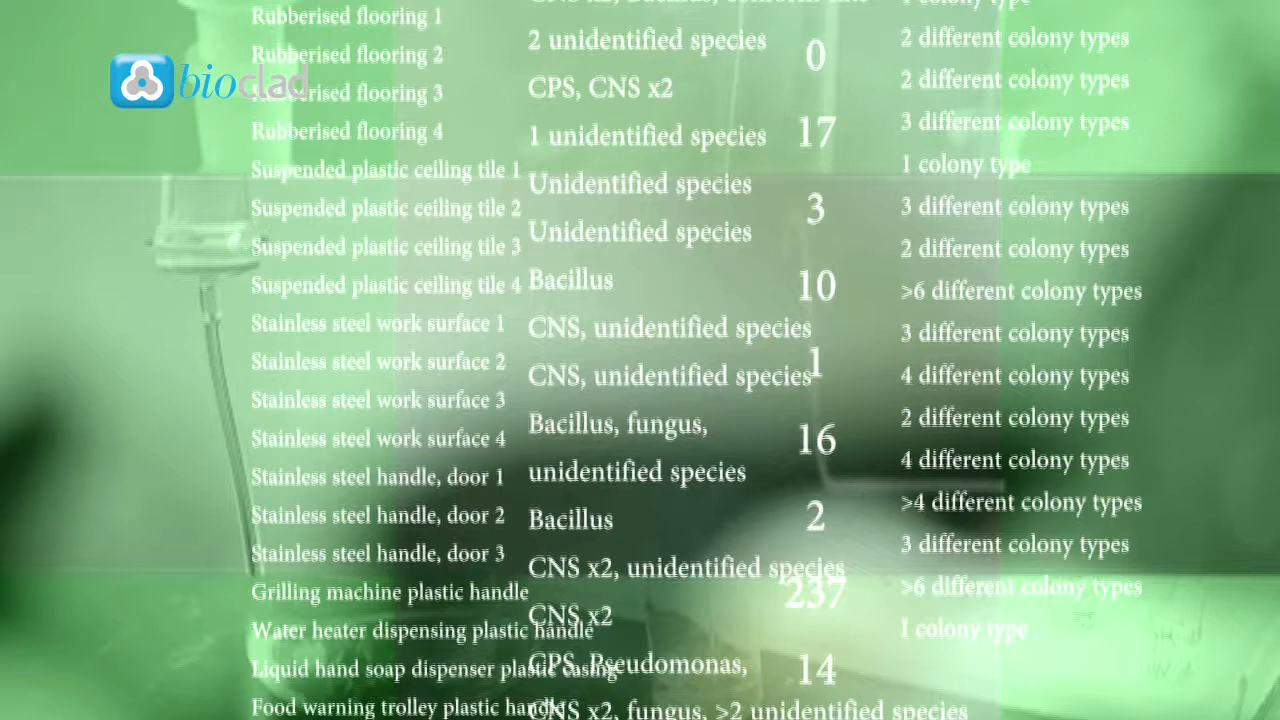 bioclad
Rubberised flooring 1
Rubberised flooring 2
Rubberised flooring 3
Rubberised flooring 4
Suspended plastic ceiling tile 1
Suspended plastic ceiling tile 2
Suspended plastic ceiling tile 3
Suspended plastic ceiling tile 4
Stainless steel work surface 1
Stainless steel work surface 2
Stainless steel work surface 3
Stainless steel work surface 4
Stainless steel handle, door 1
Stainless steel handle, door 2
Stainless steel handle, door 3
Grilling machine plastic handle
Water heater dispensing plastic handle
Liquid hand soap dispenser plastic casing
Food warning trolley plastic handle
CNS x2, Bacillus, coliform-like
2 unidentified species
CPS, CNS x2
1 unidentified species
Unidentified species
Unidentified species
Bacillus
CNS, unidentified species
CNS, unidentified species
Bacillus, fungus,
unidentified species
Bacillus
CNS x2, unidentified species
CNS x2
CPS, Pseudomonas,
CNS x2, fungus, >2 unidentified species
0
17
3
10
1
16
2
237
14
1 colony type
2 different colony types
2 different colony types
3 different colony types
1 colony type
3 different colony types
2 different colony types
>6 different colony types
3 different colony types
4 different colony types
2 different colony types
4 different colony types
>4 different colony types
3 different colony types
>6 different colony types
1 colony type